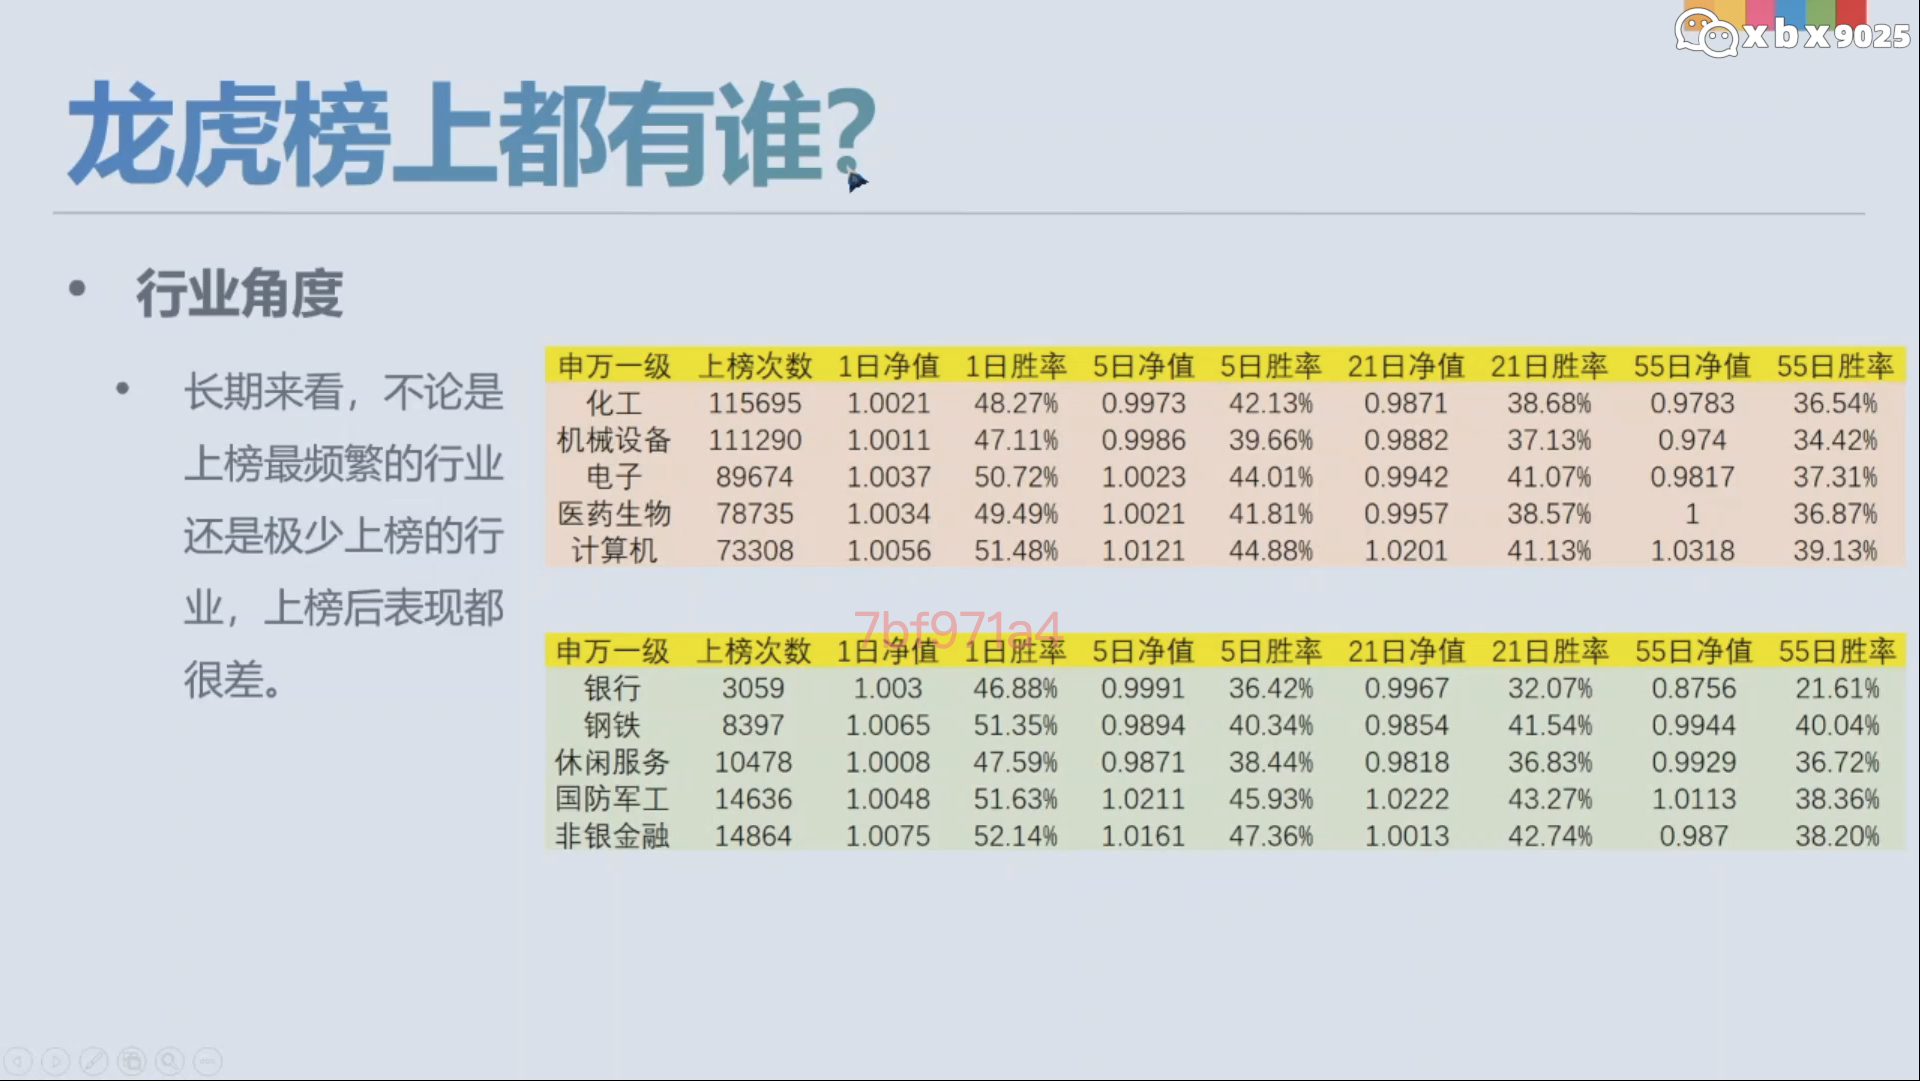 xbx9025
龙虎榜上都有谁?
• 行业角度
• 长期来看，不论是
上榜最频繁的行业
还是极少上榜的行
业，上榜后表现都
很差。
申万一级 上榜次数 1日净值 1日胜率 5日净值 5日胜率 21日净值 21日胜率 55日净值 55日胜率
化工 115695 1.0021 48.27% 0.9973 42.13% 0.9871 38.68% 0.9783 36.54%
机械设备 111290 1.0011 47.11% 0.9986 39.66% 0.9882 37.13% 0.974 34.42%
电子 89674 1.0037 50.72% 1.0023 44.01% 0.9942 41.07% 0.9817 37.31%
医药生物 78735 1.0034 49.49% 1.0021 41.81% 0.9957 38.57% 1 36.87%
计算机 73308 1.0056 51.48% 1.0121 44.88% 1.0201 41.13% 1.0318 39.13%
7bf971a4
申万一级 上榜次数 1日净值 1日胜率 5日净值 5日胜率 21日净值 21日胜率 55日净值 55日胜率
银行 3059 1.003 46.88% 0.9991 36.42% 0.9967 32.07% 0.8756 21.61%
钢铁 8397 1.0065 51.35% 0.9894 40.34% 0.9854 41.54% 0.9944 40.04%
休闲服务 10478 1.0008 47.59% 0.9871 38.44% 0.9818 36.83% 0.9929 36.72%
国防军工 14636 1.0048 51.63% 1.0211 45.93% 1.0222 43.27% 1.0113 38.36%
非银金融 14864 1.0075 52.14% 1.0161 47.36% 1.0013 42.74% 0.987 38.20%